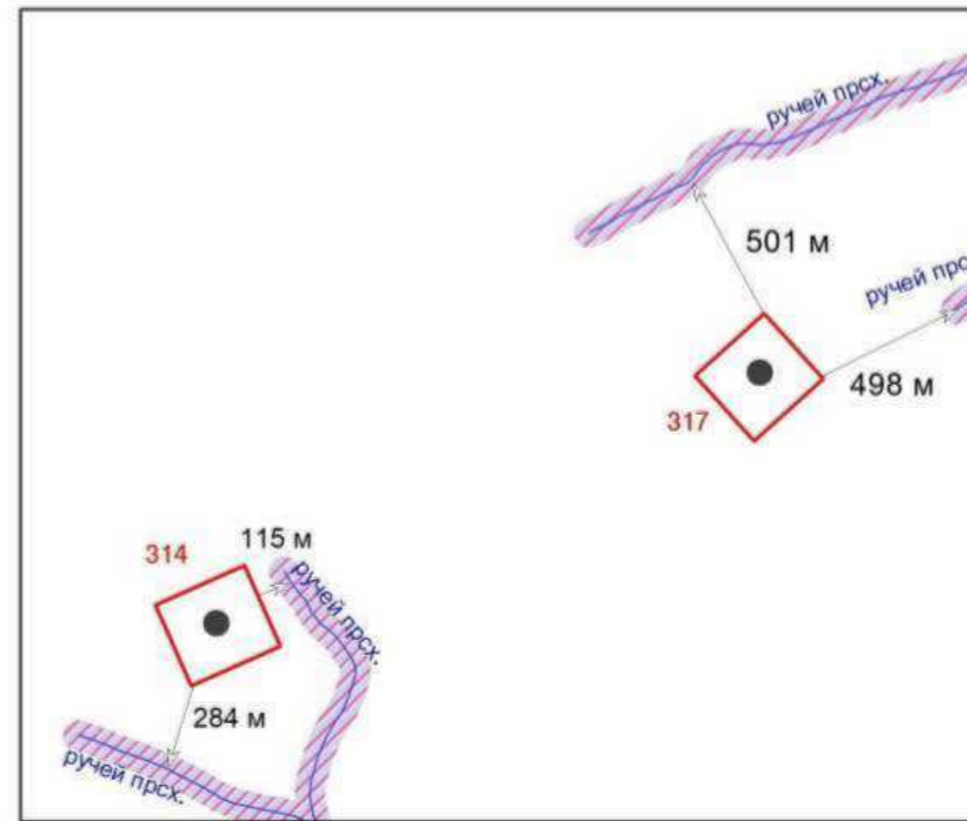 ручей прсх.
501 м
ручей прс
498 м
317
115 м
314
ручей прсх.
284 м
ручей прсх.